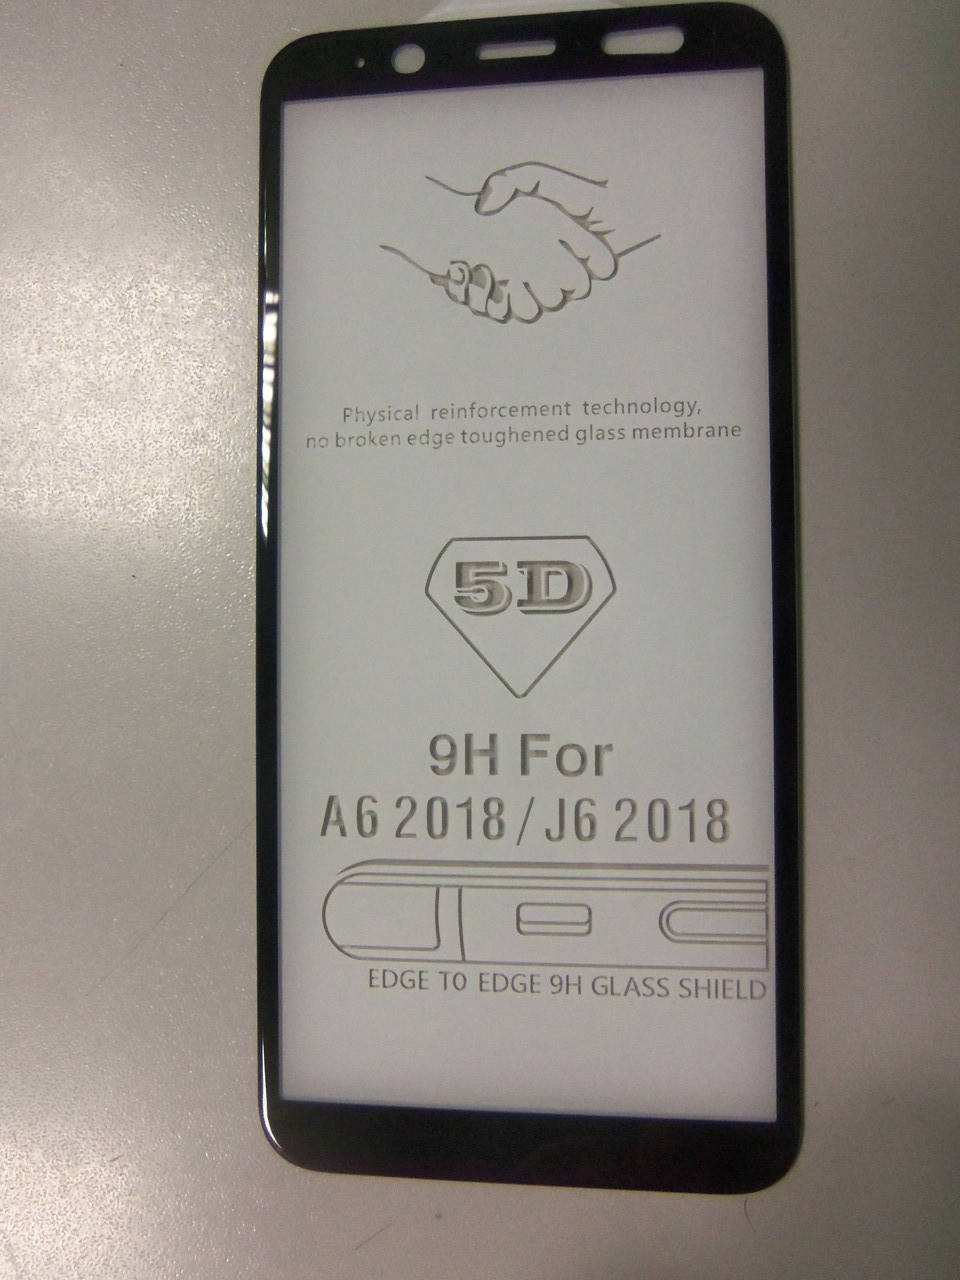 Physical reinforcement technology,
no broken edge toughened glass membrane
5D
9H For
A6 2018/J6 2018
EDGE TO EDGE 9H GLASS SHIELD